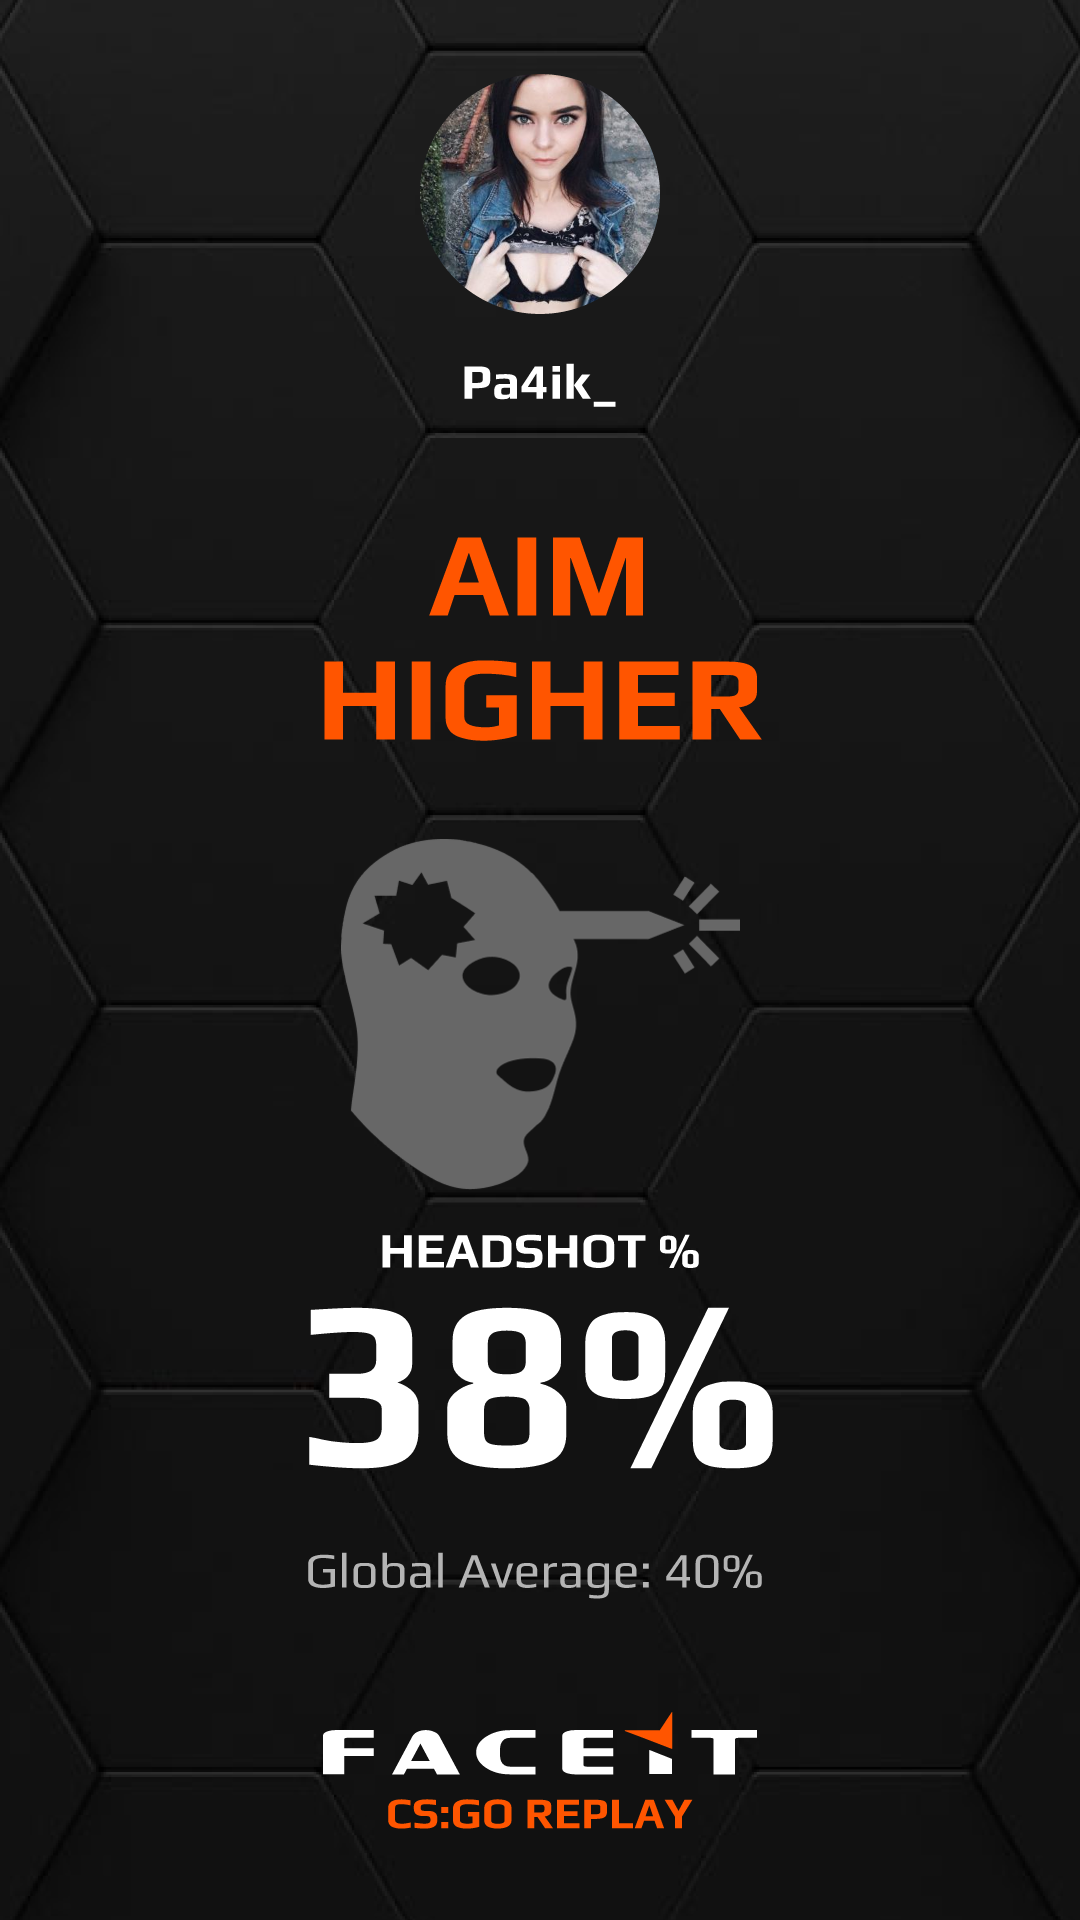 Pa4ik_
AIM
HIGHER
HEADSHOT %
38%
Global Average: 40%
FACEIT
CS:GO REPLAY